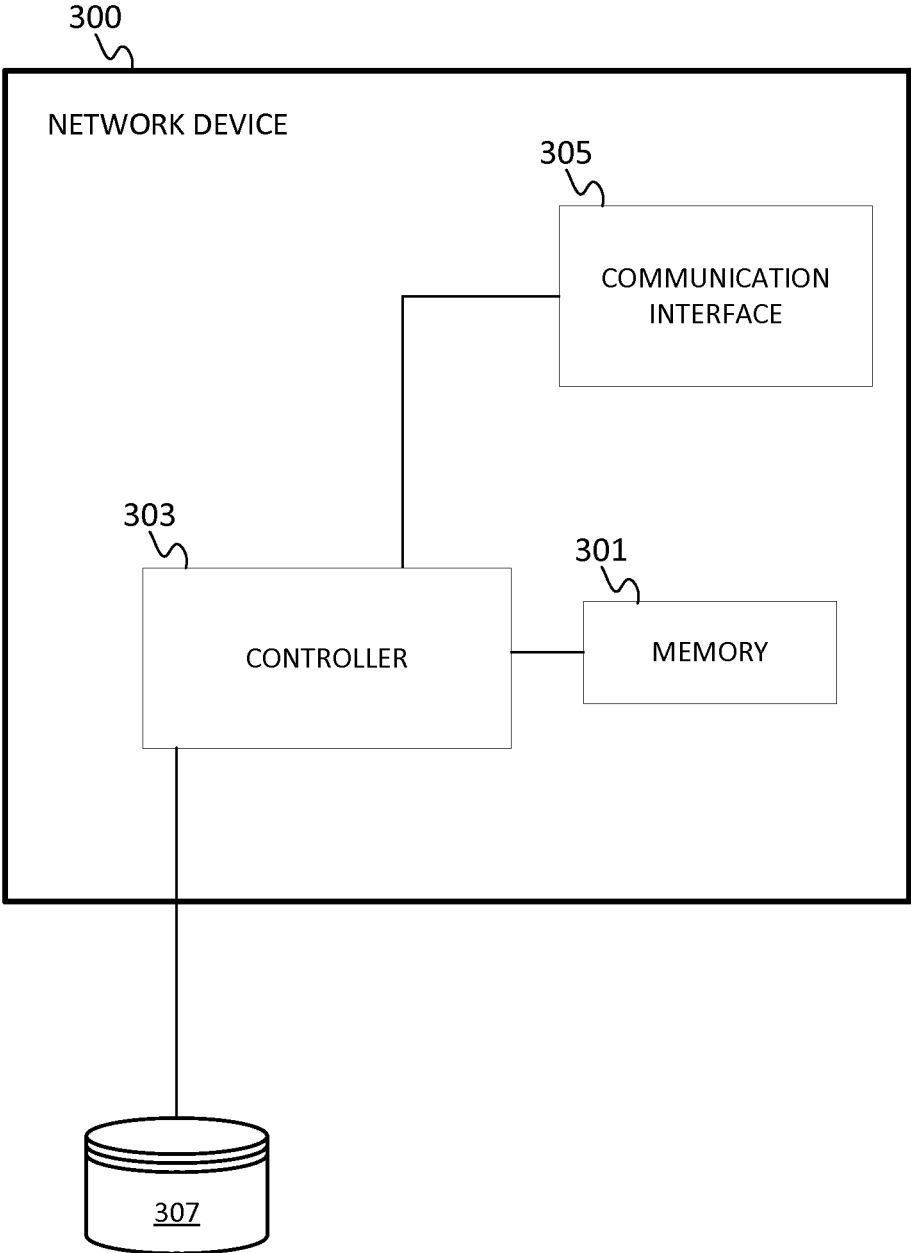 300
NETWORK DEVICE
305
COMMUNICATION
INTERFACE
303
301
CONTROLLER
MEMORY
307